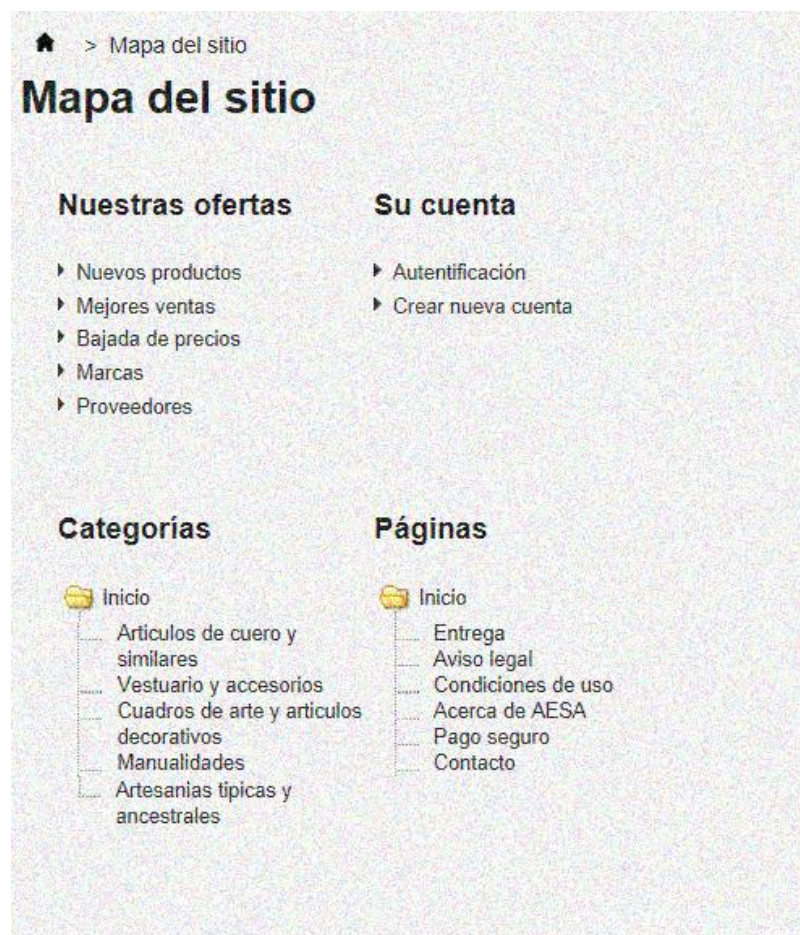 > Mapa del sitio
Mapa del sitio
Nuestras ofertas
Nuevos productos
Mejores ventas
Bajada de precios
Marcas
Proveedores
Su cuenta
Autentificación
Crear nueva cuenta
Categorías
Inicio
Articulos de cuero y
similares
Vestuario y accesorios
Cuadros de arte y articulos
decorativos
Manualidades
Artesanias tipicas y
ancestrales
Páginas
Inicio
Entrega
Aviso legal
Condiciones de uso
Acerca de AESA
Pago seguro
Contacto